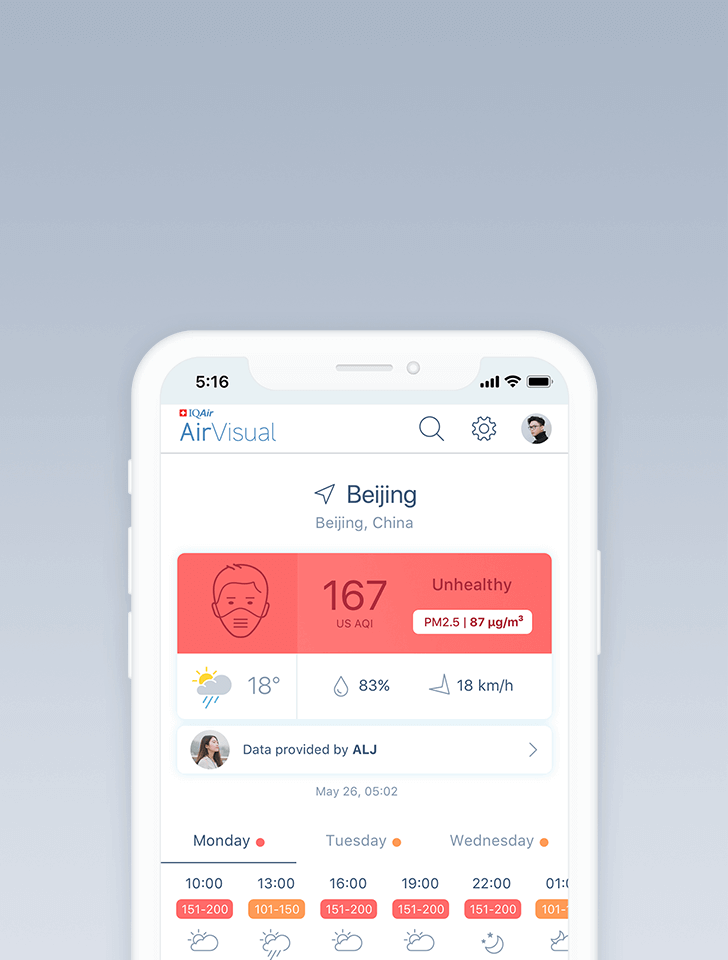 5:16
IQAir
AirVisual
Beijing
Beijing, China
167
US AQI
Unhealthy
PM2.5 | 87 µg/m³
18°
83%
18 km/h
Data provided by ALJ
May 26, 05:02
Monday Tuesday Wednesday
10:00 13:00 16:00 19:00 22:00 01:0
151-200 101-150 151-200 151-200 151-200 101-1